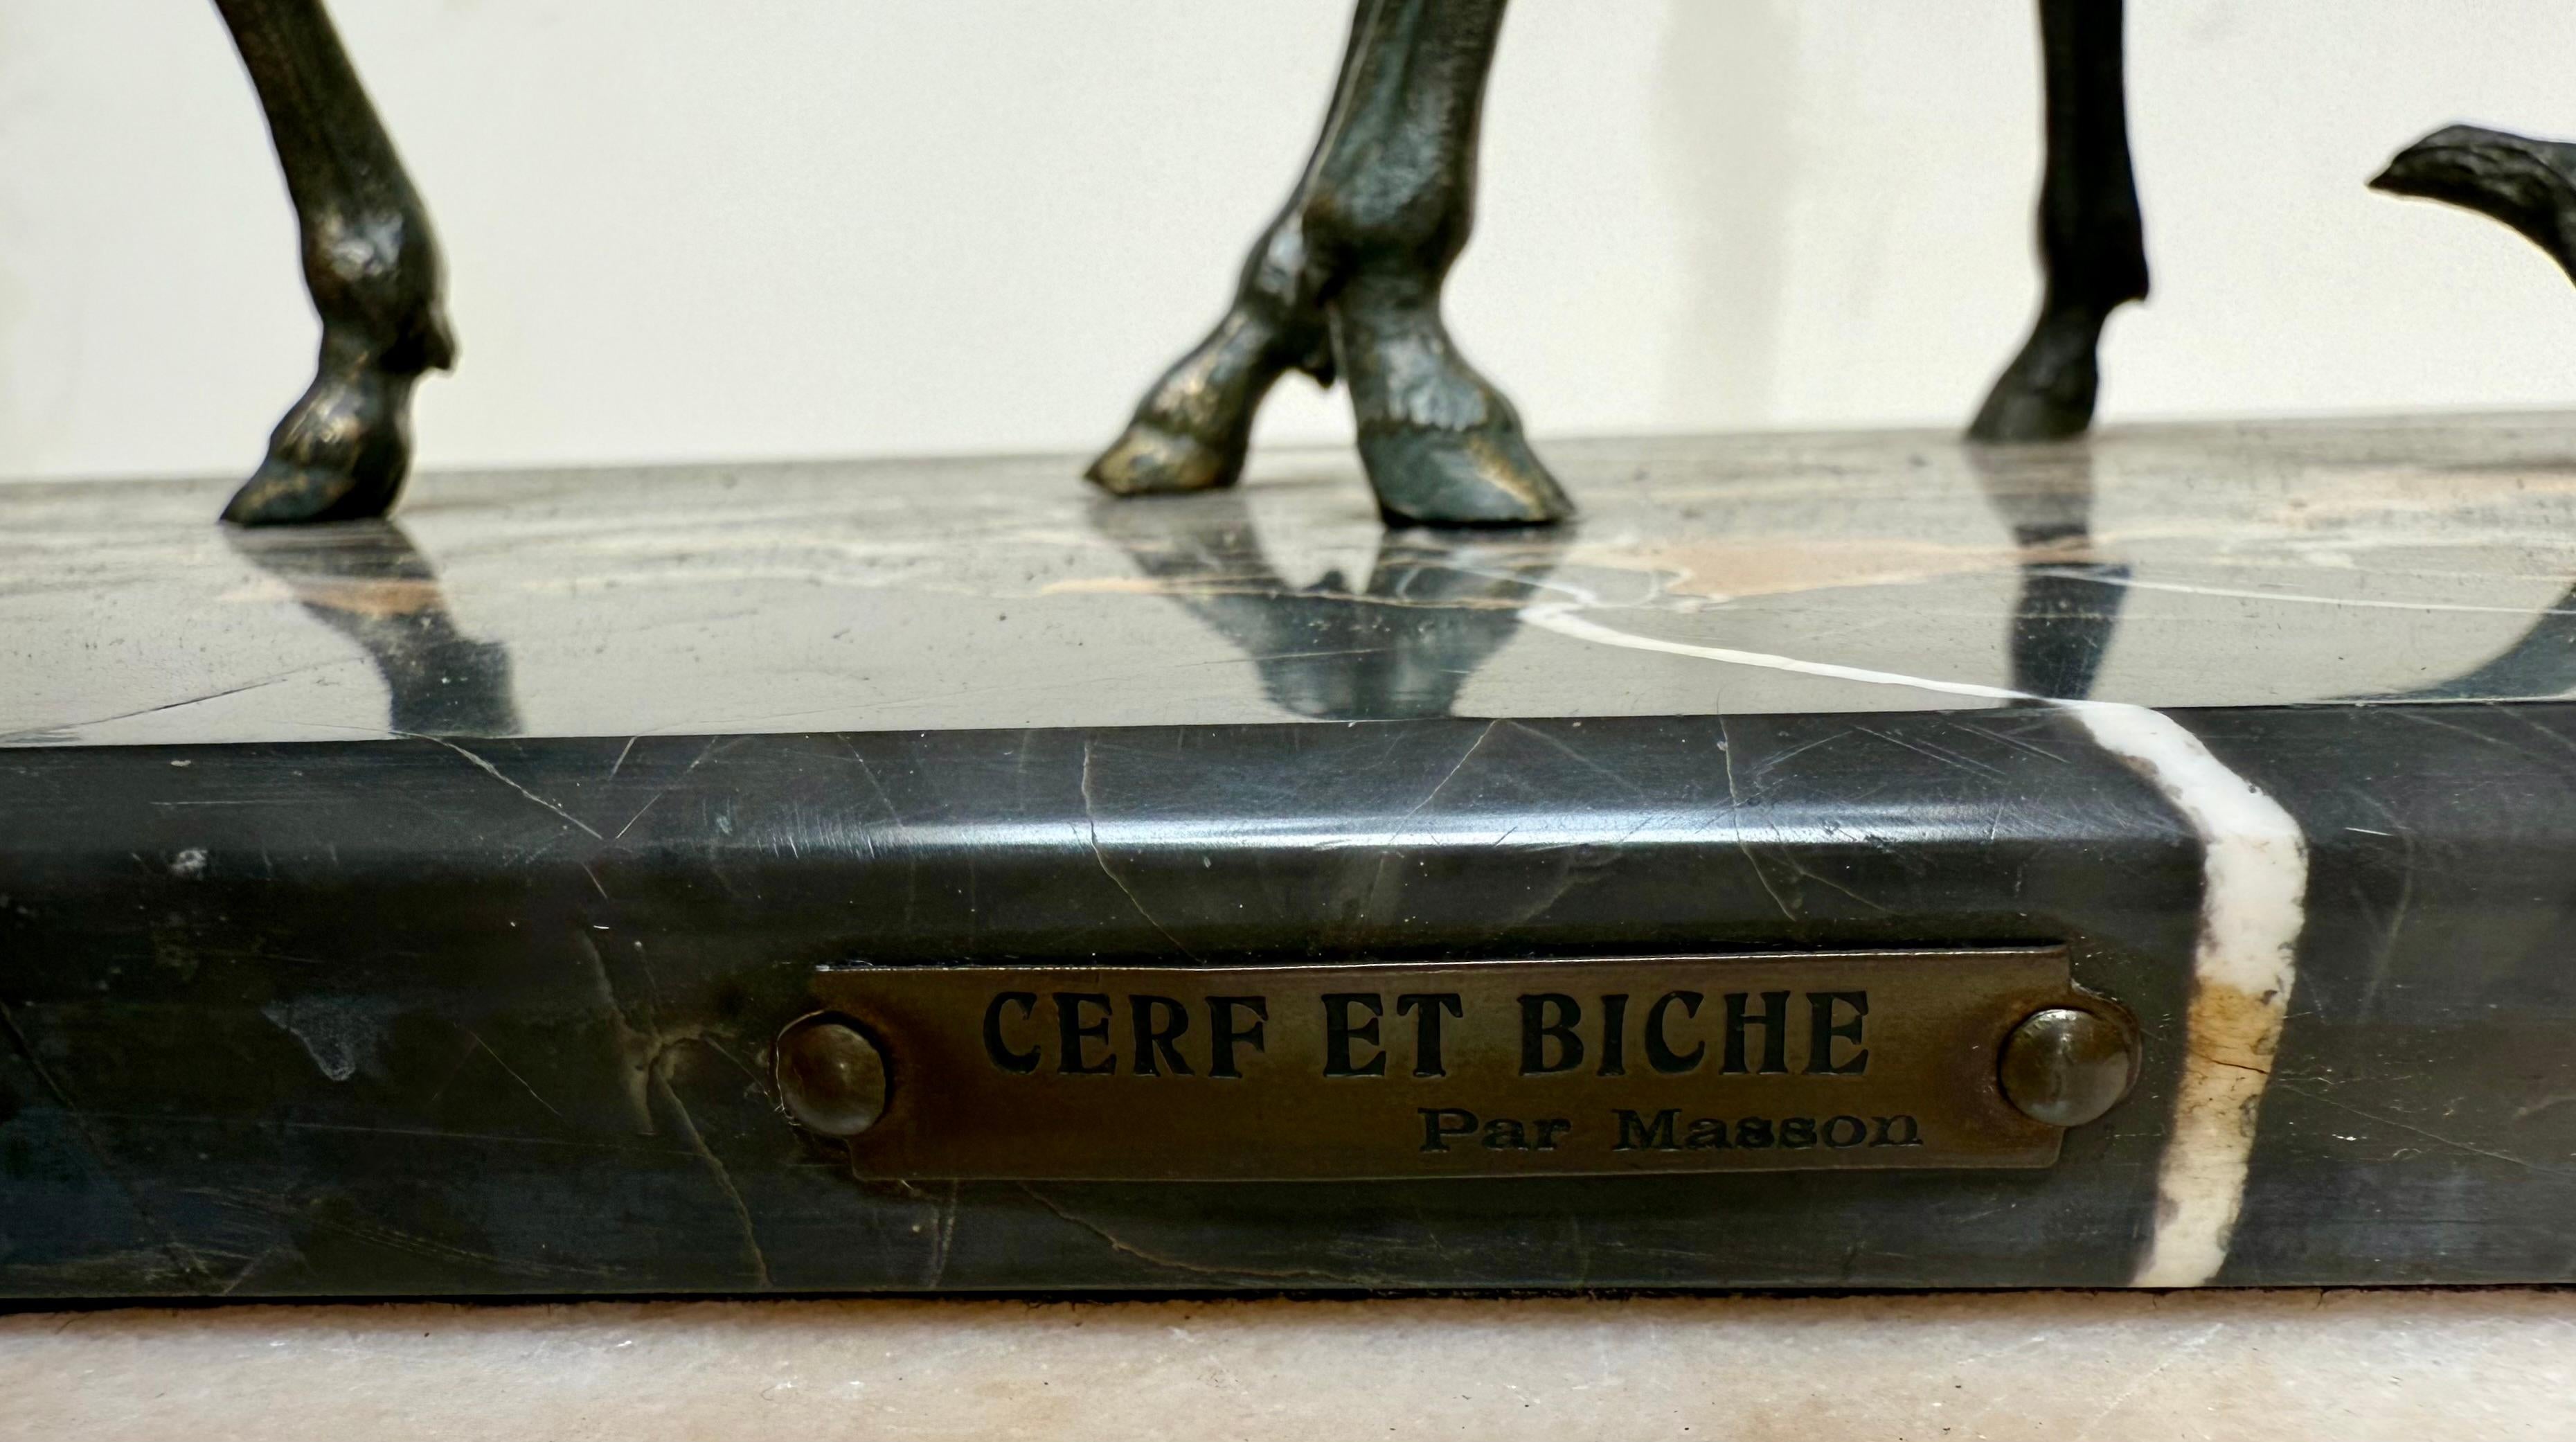 CERF ET BICHE
Par Masson